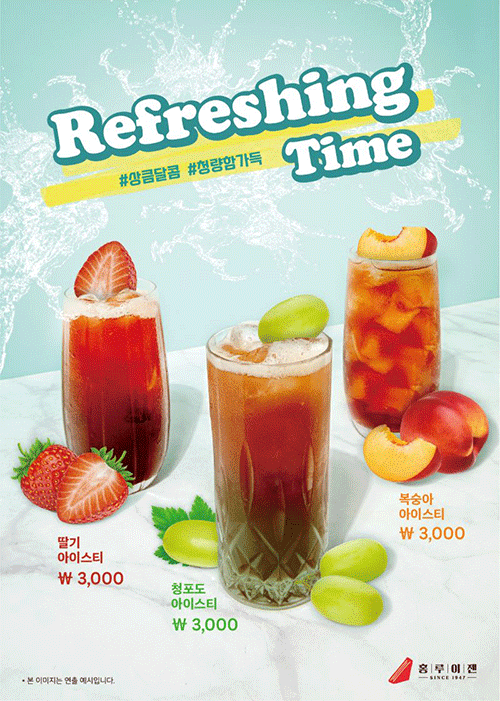 Refreshing
Time
#상큼달콤 #청량함가득
딸기
아이스티
₩ 3,000
청포도
아이스티
₩ 3,000
복숭아
아이스티
₩ 3,000
* 본 이미지는 연출 예시입니다.
홍|루|이|젠
SINCE 1947